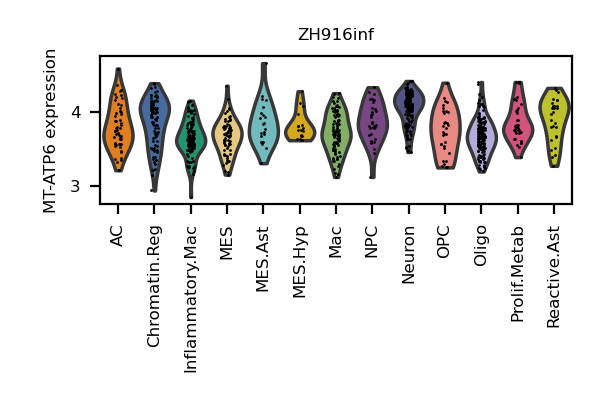 ZH916inf
MT-ATP6 expression
4
3
AC
Chromatin.Reg
Inflammatory.Mac
MES
MES.Ast
MES.Hyp
Mac
NPC
Neuron
OPC
Oligo
Prolif.Metab
Reactive.Ast